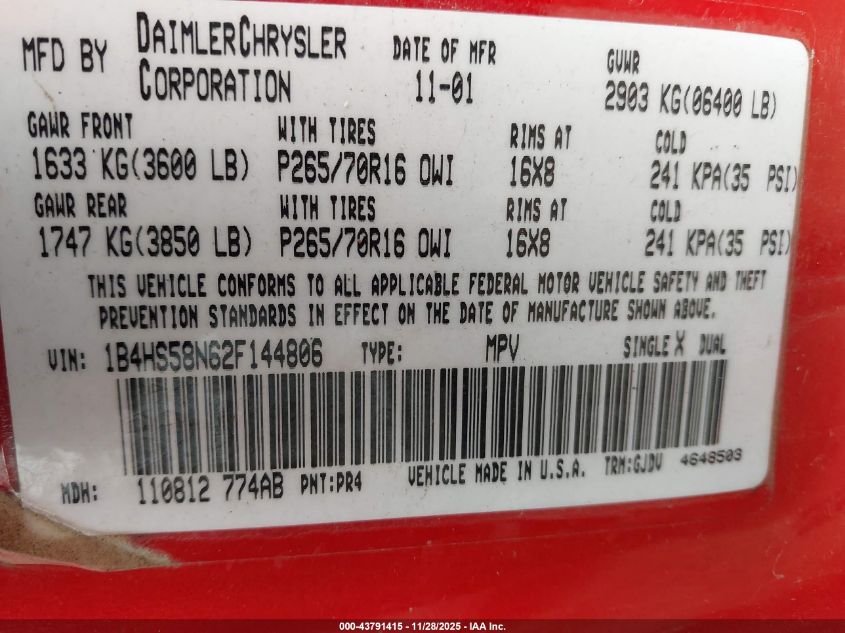 MFD BY DAIMLERCHRYSLER CORPORATION DATE OF MFR 11-01 GVWR 2903 KG(06400 LB)
GAWR FRONT WITH TIRES RIMS AT COLD
1633 KG(3600 LB) P265/70R16 OWI 16X8 241 KPA(35 PSI)
GAWR REAR WITH TIRES RIMS AT COLD
1747 KG(3850 LB) P265/70R16 OWI 16X8 241 KPA(35 PSI)
THIS VEHICLE CONFORMS TO ALL APPLICABLE FEDERAL MOTOR VEHICLE SAFETY AND THEFT
PREVENTION STANDARDS IN EFFECT ON THE DATE OF MANUFACTURE SHOWN ABOVE.
VIN: 1B4HS58N62F144806 TYPE: MPV SINGLE X DUAL
MDH: 110812 774AB PNT:PR4 VEHICLE MADE IN U.S.A. TRM:GJDV 4648503
000-43791415 - 11/28/2025 - IAA Inc.